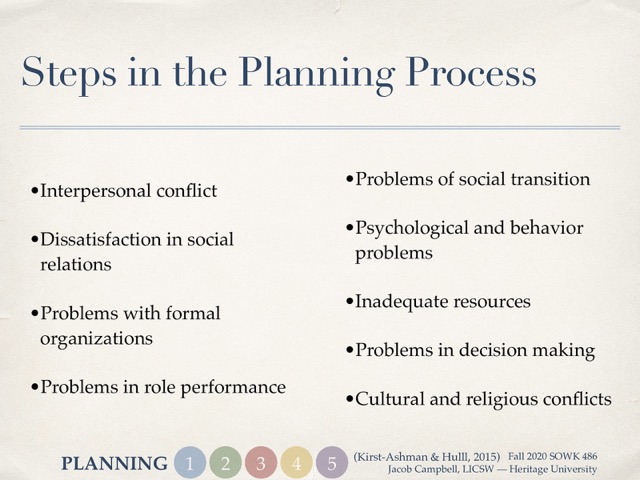 Steps in the Planning Process
•Interpersonal conflict
•Dissatisfaction in social
relations
•Problems with formal
organizations
•Problems in role performance
•Problems of social transition
•Psychological and behavior
problems
•Inadequate resources
•Problems in decision making
•Cultural and religious conflicts
PLANNING 1 2 3 4 5
(Kirst-Ashman & Hulll, 2015) Fall 2020 SOWK 486
Jacob Campbell, LICSW — Heritage University